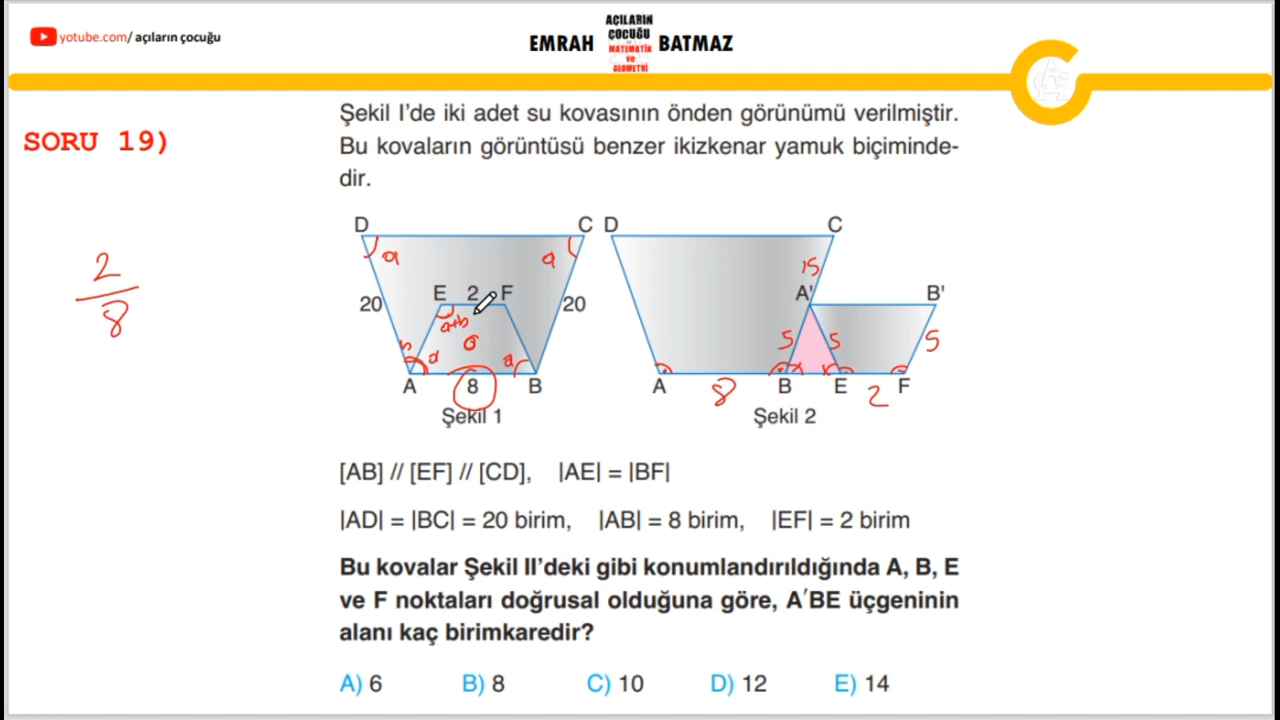 yotube.com/ açıların çocuğu
EMRAH AÇILARIN ÇOCUĞU MATEMATİK ve GEOMETRİ BATMAZ
SORU 19)
Şekil I’de iki adet su kovasının önden görünümü verilmiştir.
Bu kovaların görüntüsü benzer ikizkenar yamuk biçiminde-
dir.
2
8
D C D C
a a 15
E 2 F A' B'
20 20
a+b
5 5 5
A 8 B A 8 B E 2 F
Şekil 1 Şekil 2
[AB] // [EF] // [CD], |AE| = |BF|
|AD| = |BC| = 20 birim, |AB| = 8 birim, |EF| = 2 birim
Bu kovalar Şekil II’deki gibi konumlandırıldığında A, B, E
ve F noktaları doğrusal olduğuna göre, A′BE üçgeninin
alanı kaç birimkaredir?
A) 6 B) 8 C) 10 D) 12 E) 14